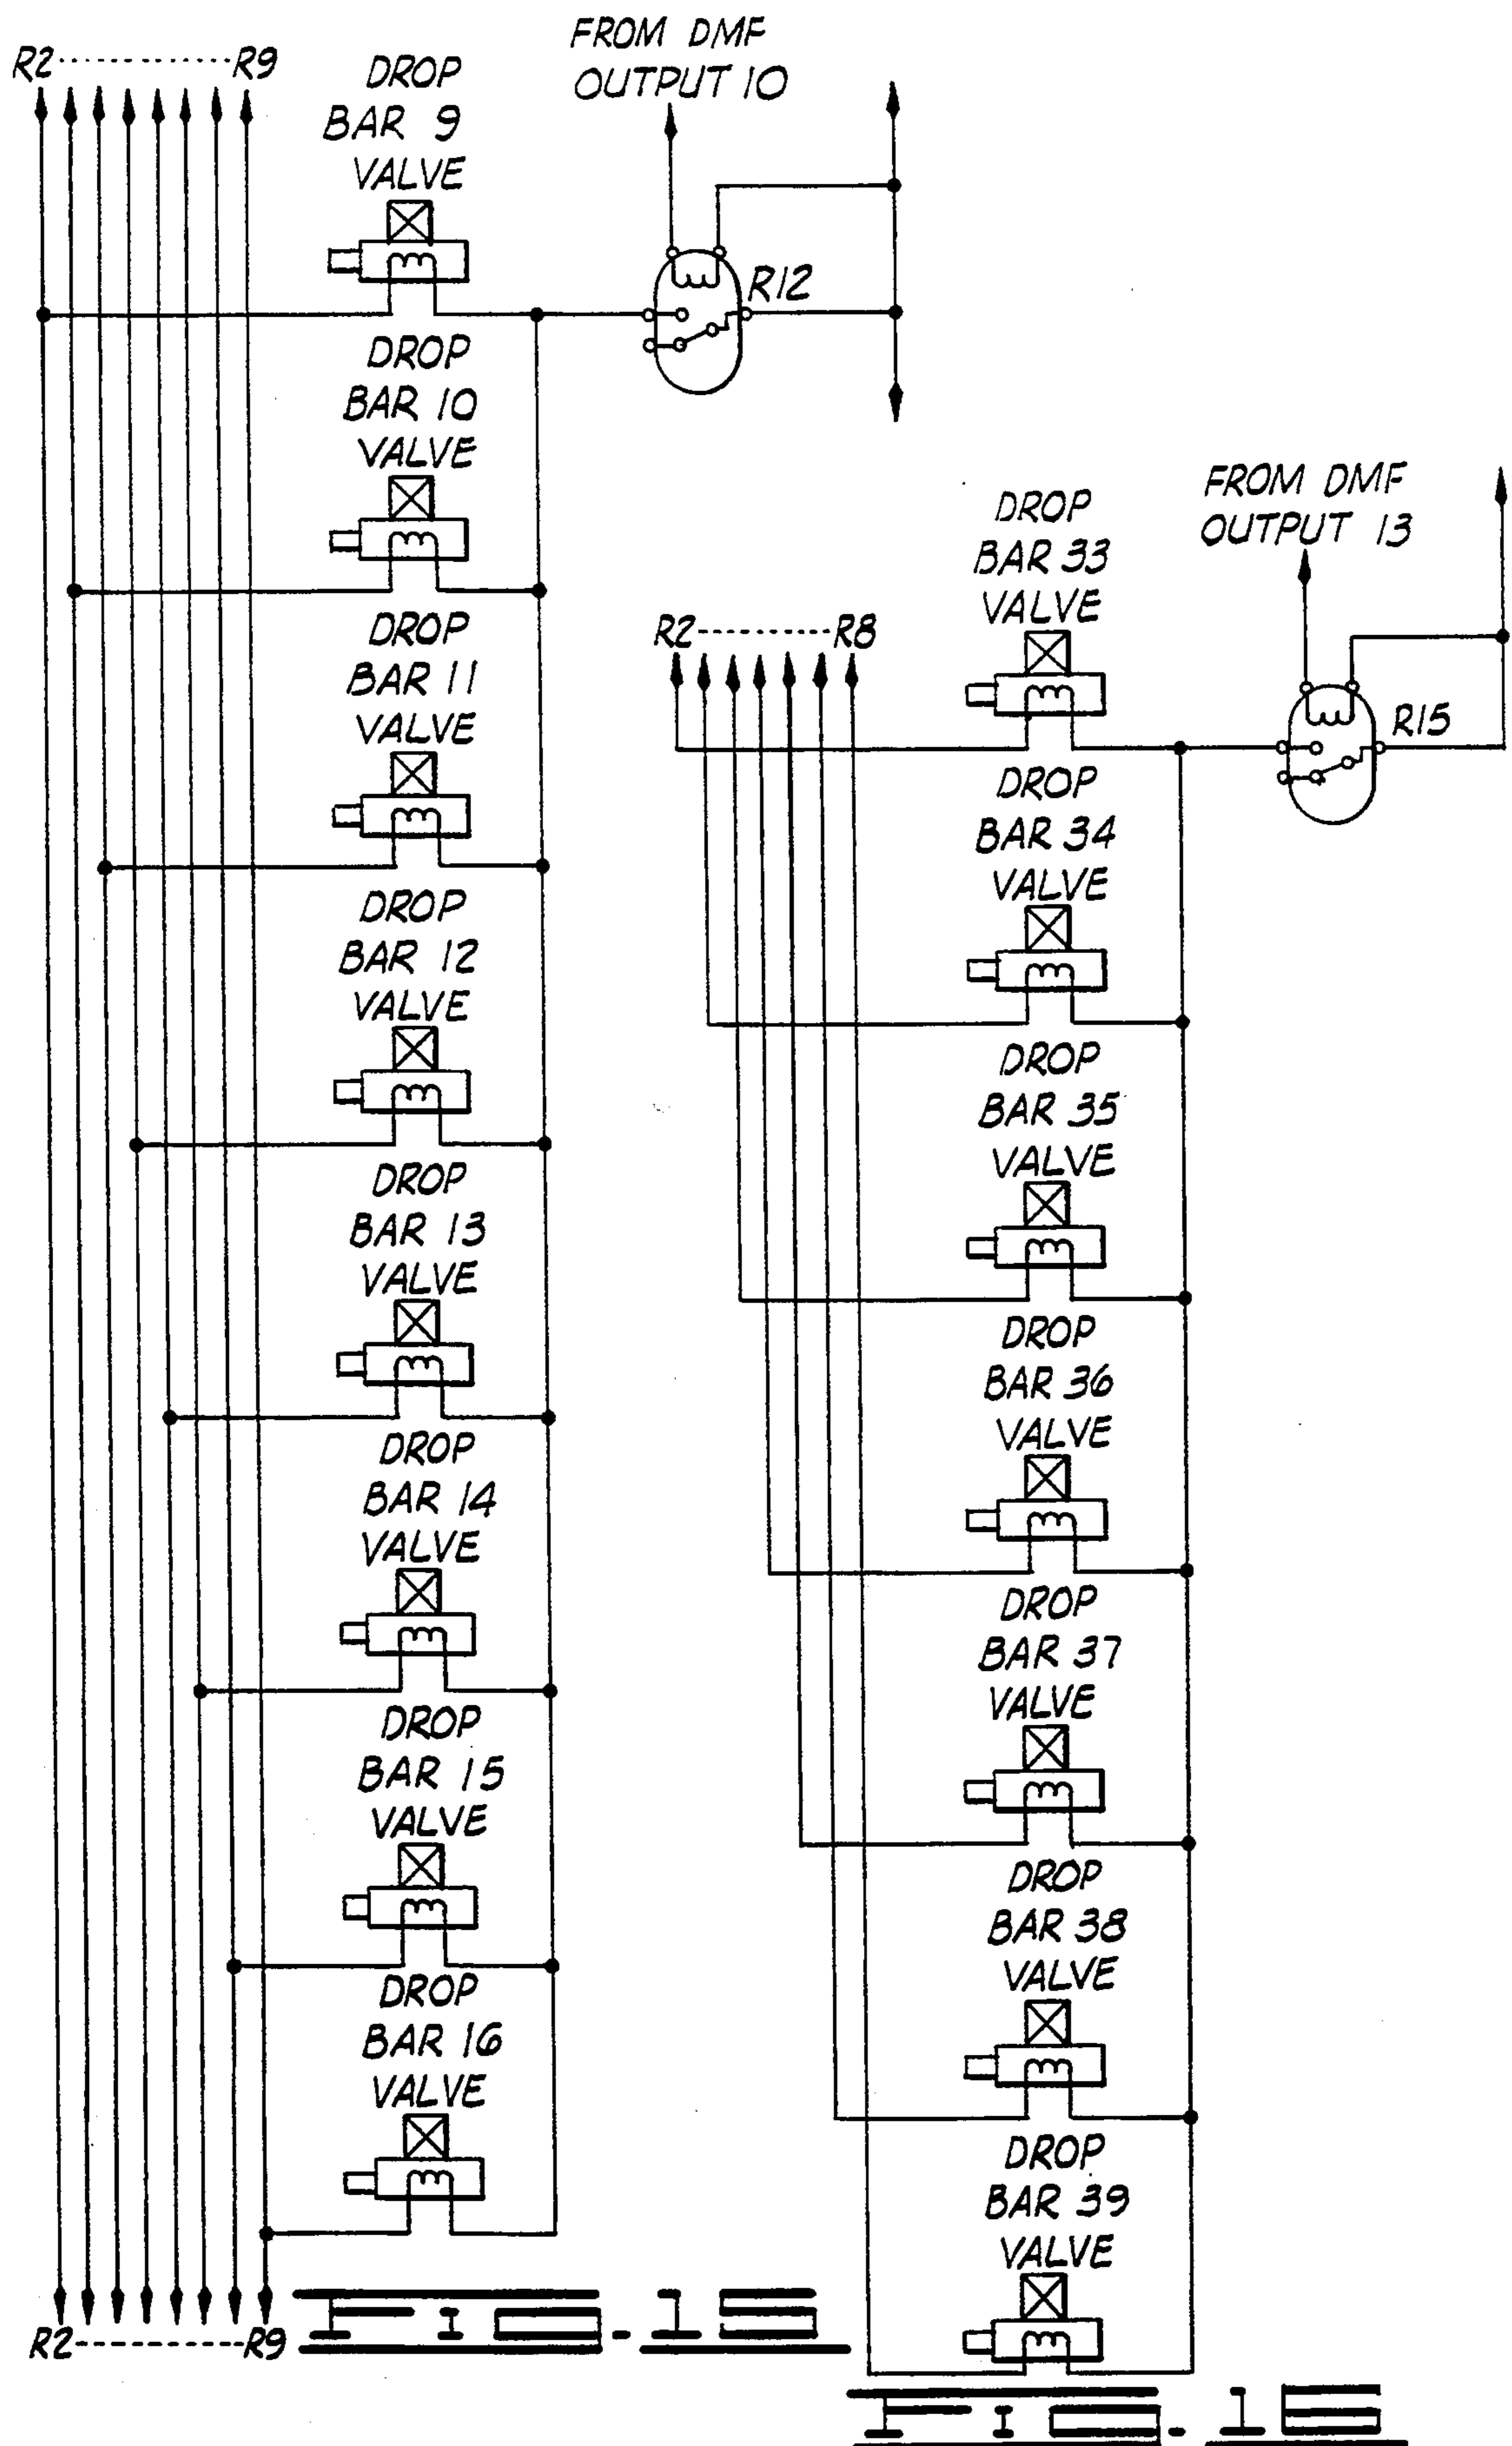 R2-----------R9
DROP
BAR 9
VALVE
FROM DMF
OUTPUT 10
R12
DROP
BAR 10
VALVE
DROP
BAR 11
VALVE
DROP
BAR 12
VALVE
DROP
BAR 13
VALVE
DROP
BAR 14
VALVE
DROP
BAR 15
VALVE
DROP
BAR 16
VALVE
R2-----------R9
FIG-15
R2---------R8
DROP
BAR 33
VALVE
FROM DMF
OUTPUT 13
R15
DROP
BAR 34
VALVE
DROP
BAR 35
VALVE
DROP
BAR 36
VALVE
DROP
BAR 37
VALVE
DROP
BAR 38
VALVE
DROP
BAR 39
VALVE
FIG-16